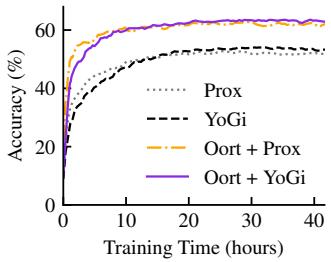 60
40
20
0
Accuracy (%)
Prox
YoGi
Oort + Prox
Oort + YoGi
0 10 20 30 40
Training Time (hours)